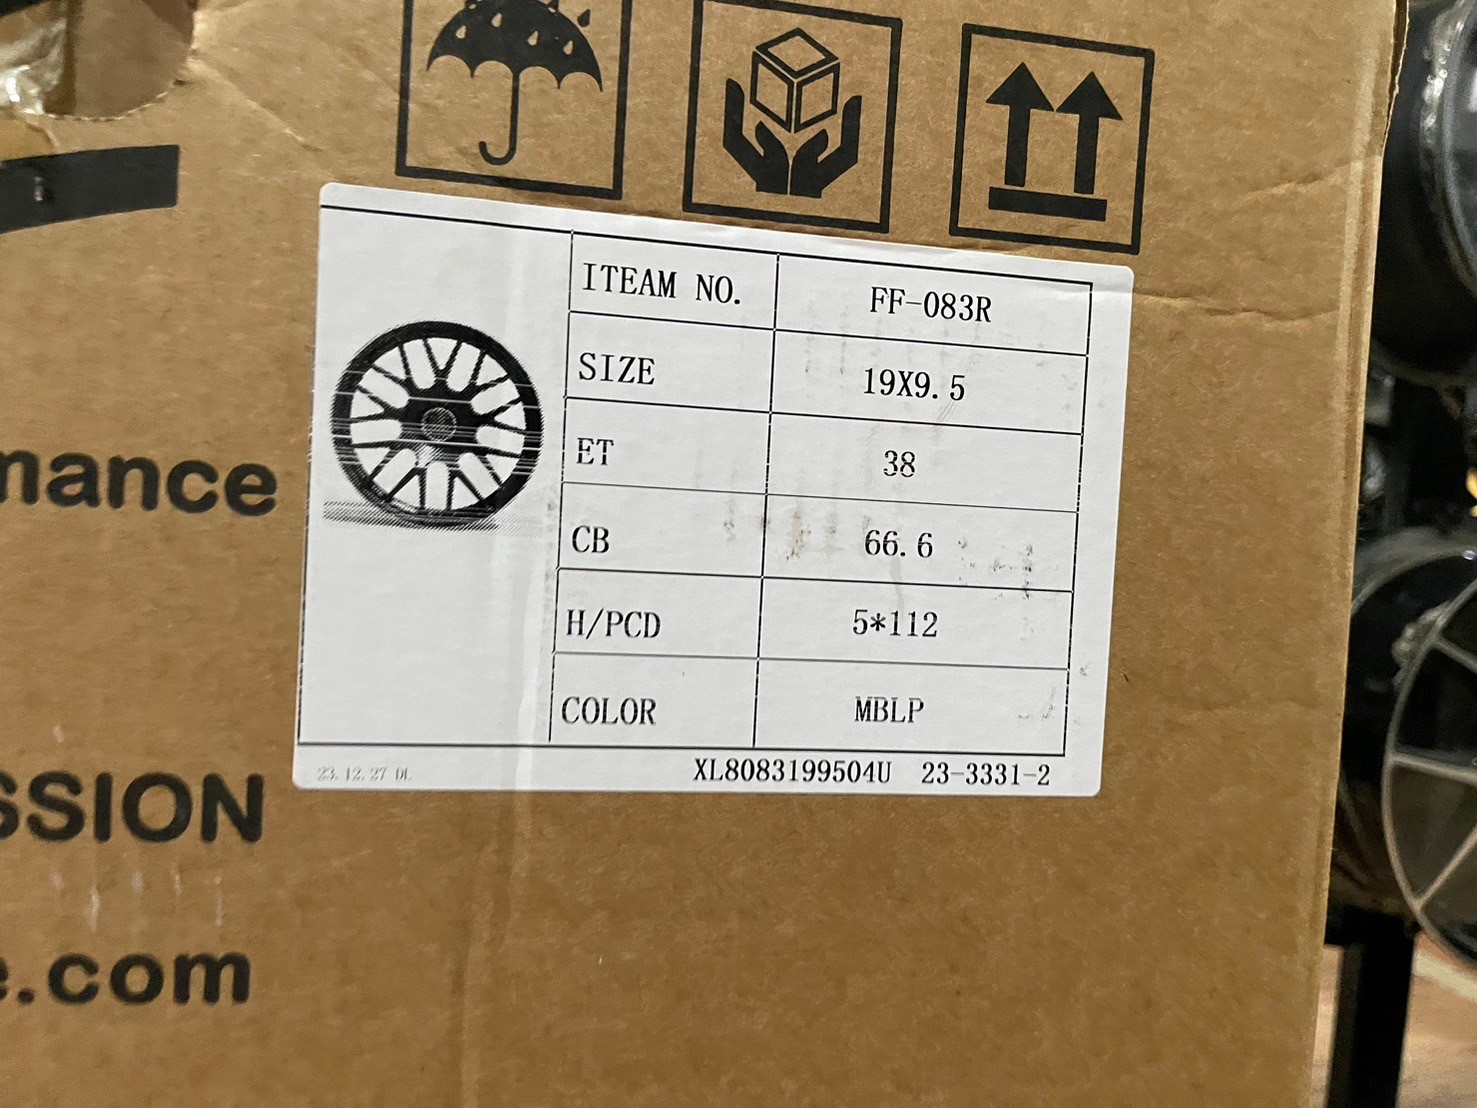 ITEAM NO. FF-083R
SIZE 19X9.5
ET 38
CB 66.6
H/PCD 5*112
COLOR MBLP
23.12.27 DL XL8083199504U 23-3331-2
mance
SSION
e.com